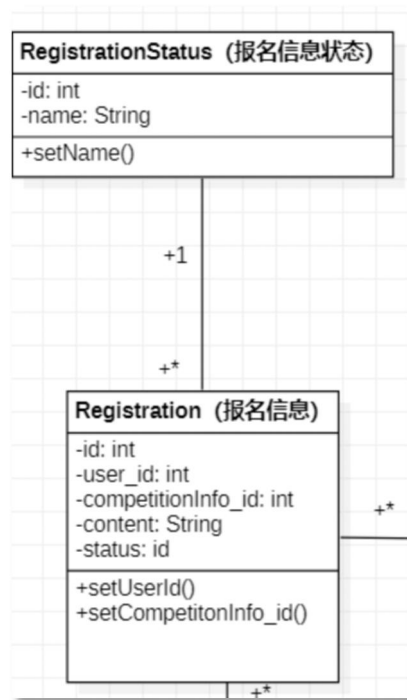 RegistrationStatus (报名信息状态)
-id: int
-name: String
+setName()
+1
+*
Registration (报名信息)
-id: int
-user_id: int
-competitionInfo_id: int
-content: String
-status: id
+*
+setUserId()
+setCompetitonInfo_id()
+*